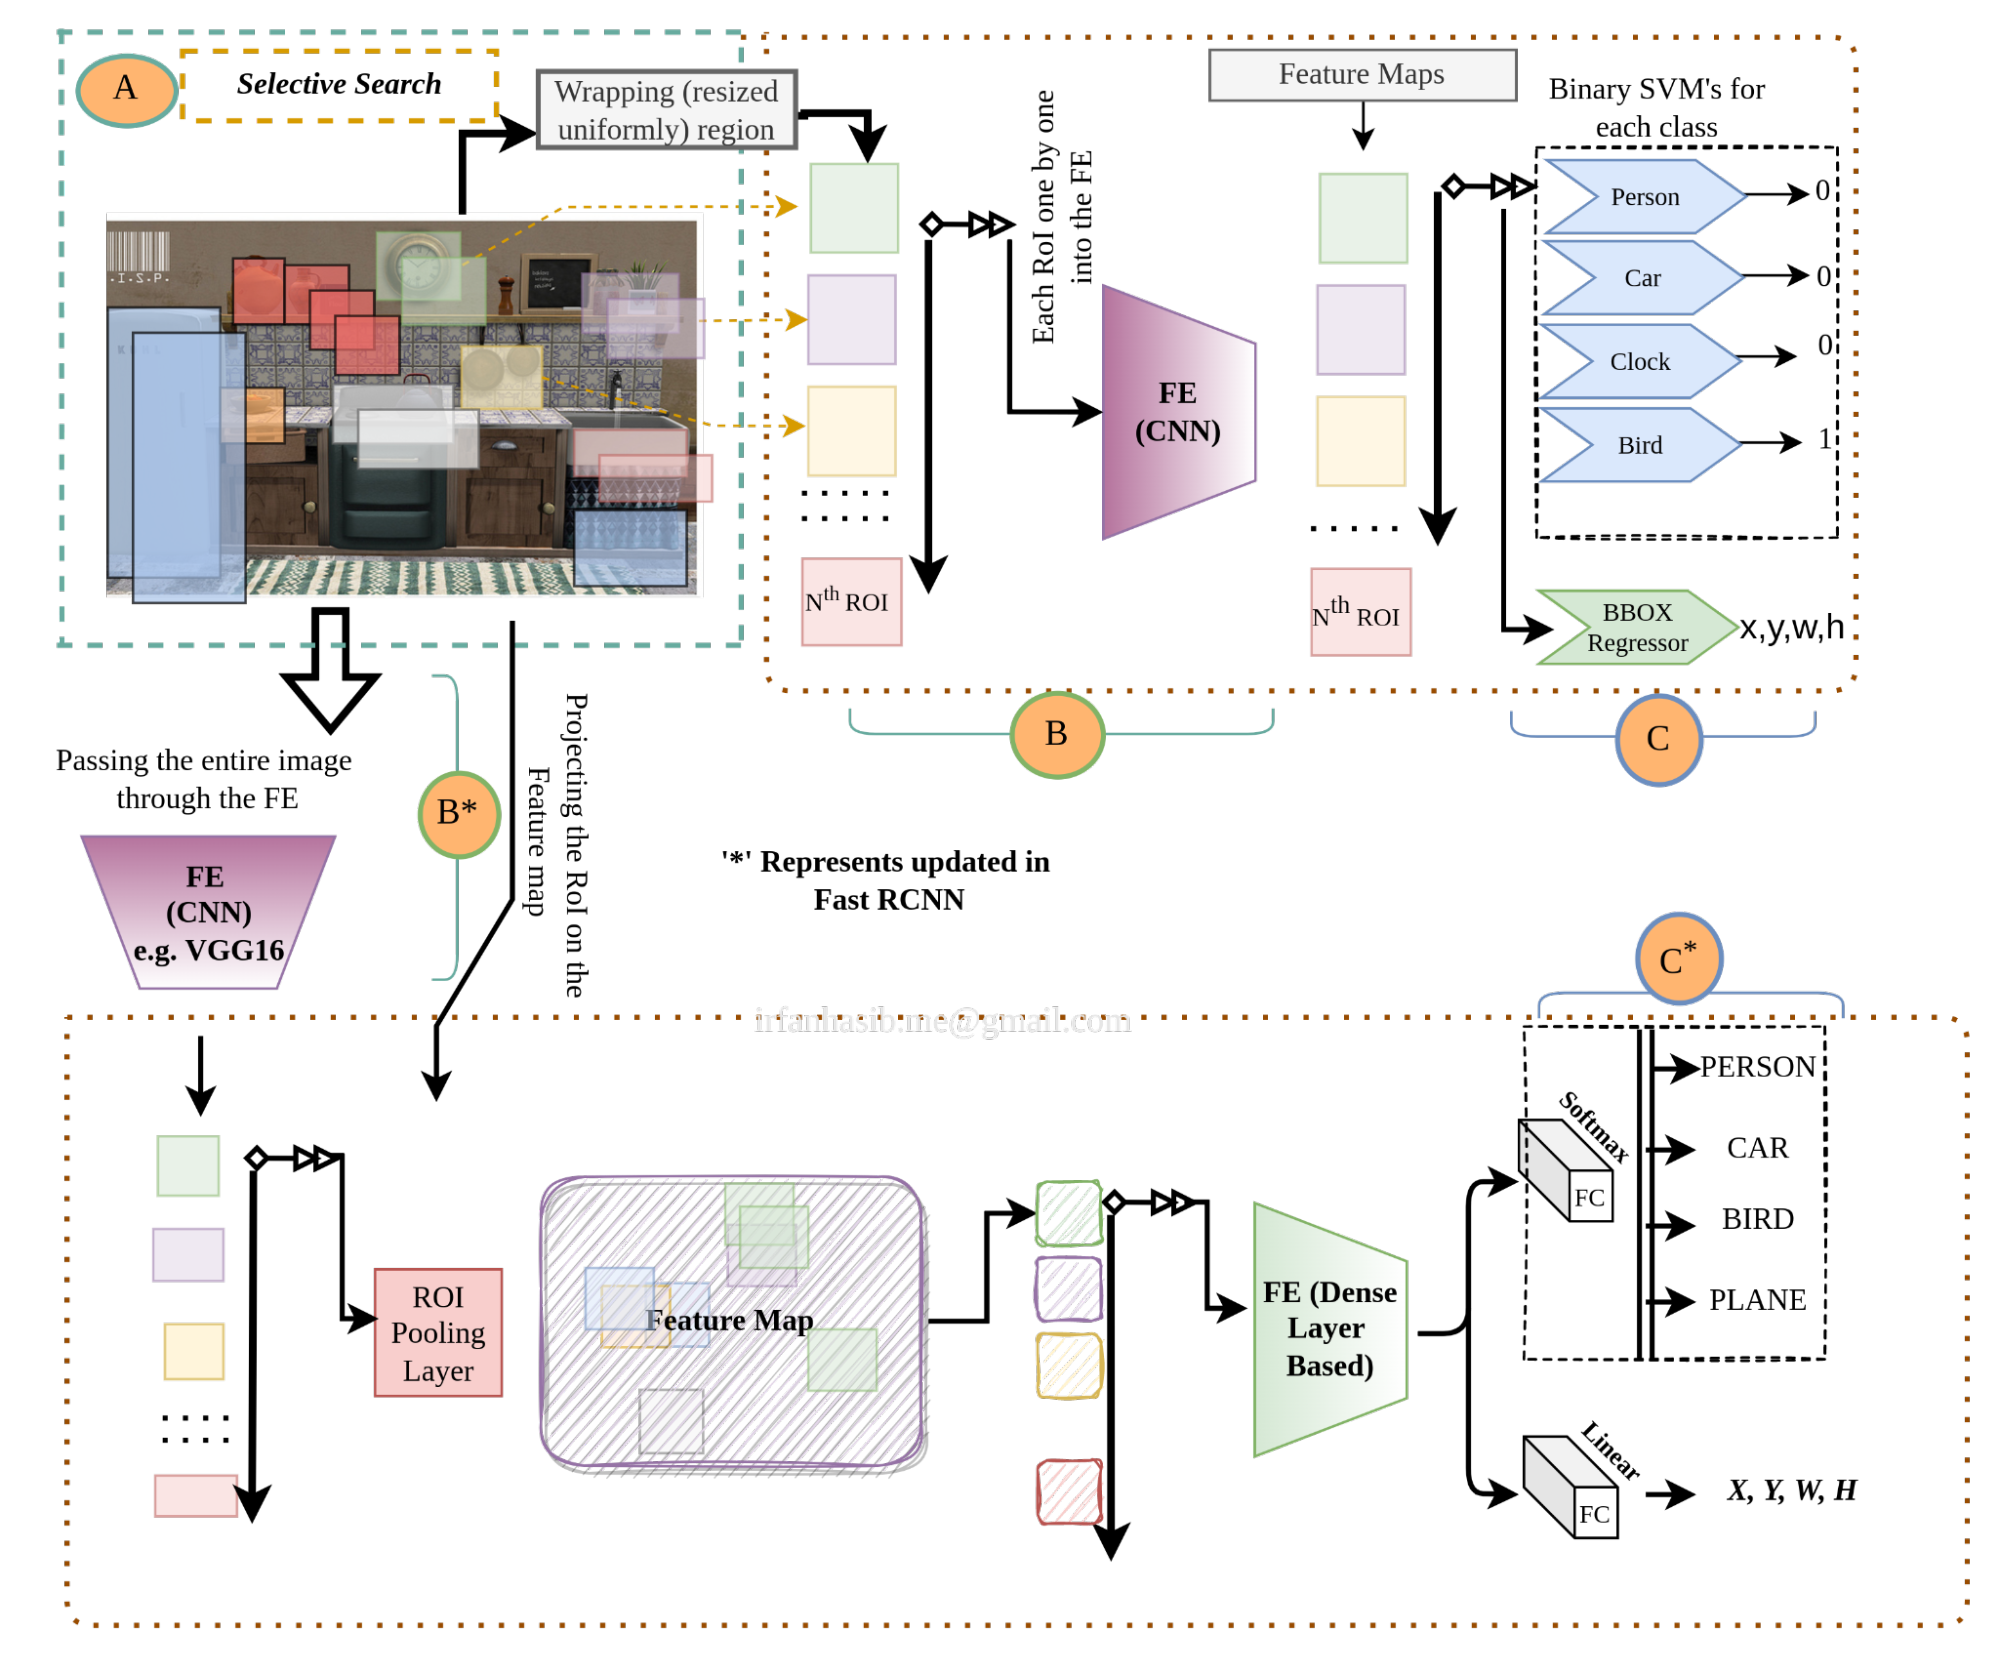 A
Selective Search
Wrapping (resized
uniformly) region
.I.S.P.
Each RoI one by one
into the FE
Feature Maps
Binary SVM's for
each class
Person
0
Car
0
Clock
0
Bird
1
FE
(CNN)
Nth ROI
Nth ROI
BBOX
Regressor
x,y,w,h
B
C
Passing the entire image
through the FE
B*
Projecting the RoI on the
Feature map
FE
(CNN)
e.g. VGG16
'*' Represents updated in
Fast RCNN
C*
irfanhasib.me@gmail.com
Softmax
FC
PERSON
CAR
BIRD
PLANE
ROI
Pooling
Layer
Feature Map
FE (Dense
Layer
Based)
Linear
FC
X, Y, W, H